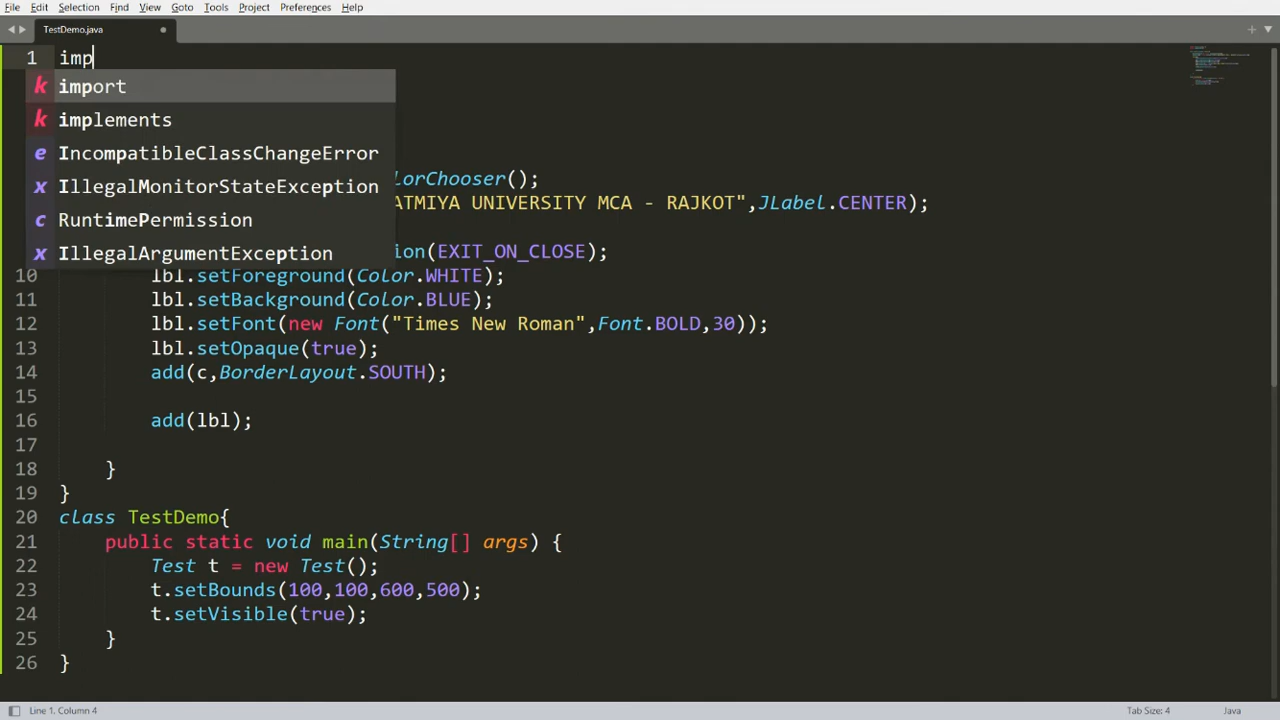 File Edit Selection Find View Goto Tools Project Preferences Help
TestDemo.java
1 imp
import
implements
IncompatibleClassChangeError
IllegalMonitorStateException
RuntimePermission
IllegalArgumentException
lorChooser();
ATMIYA UNIVERSITY MCA - RAJKOT",JLabel.CENTER);
ion(EXIT_ON_CLOSE);
10 lbl.setForeground(Color.WHITE);
11 lbl.setBackground(Color.BLUE);
12 lbl.setFont(new Font("Times New Roman",Font.BOLD,30));
13 lbl.setOpaque(true);
14 add(c,BorderLayout.SOUTH);
15
16 add(lbl);
17
18 }
19 }
20 class TestDemo{
21 public static void main(String[] args) {
22 Test t = new Test();
23 t.setBounds(100,100,600,500);
24 t.setVisible(true);
25 }
26 }
Line 1, Column 4 Tab Size: 4 Java